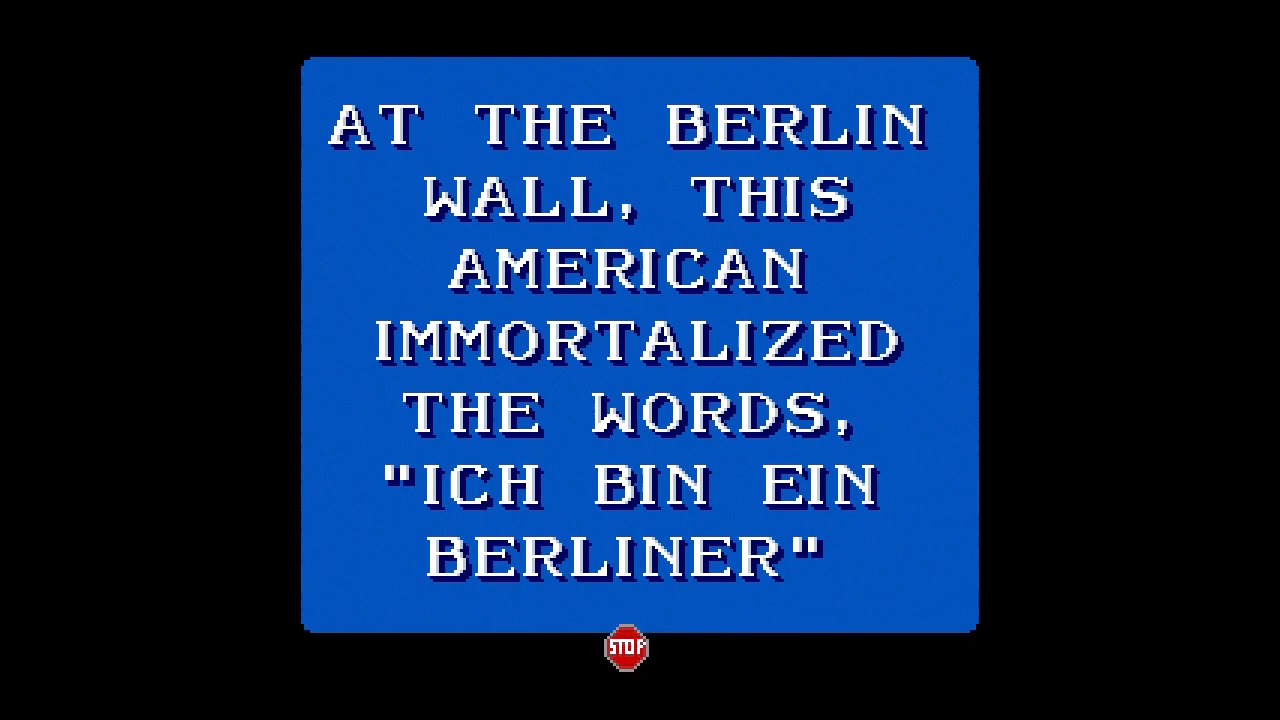 AT THE BERLIN
WALL, THIS
AMERICAN
IMMORTALIZED
THE WORDS,
"ICH BIN EIN
BERLINER"
STOP